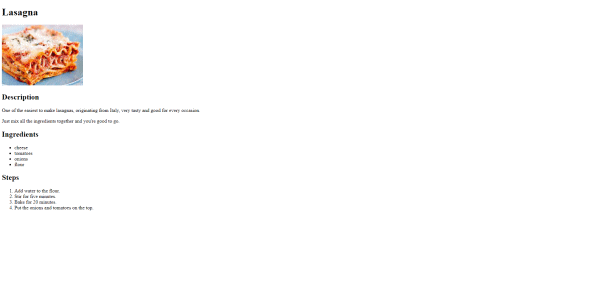 Lasagna
Description
One of the easiest to make lasagnas, originating from Italy, very tasty and good for every occasion.
Just mix all the ingredients together and you're good to go.
Ingredients
cheese
tomatoes
onions
flour
Steps
1. Add water to the flour.
2. Stir for five minutes.
3. Bake for 20 minutes.
4. Put the onions and tomatoes on the top.